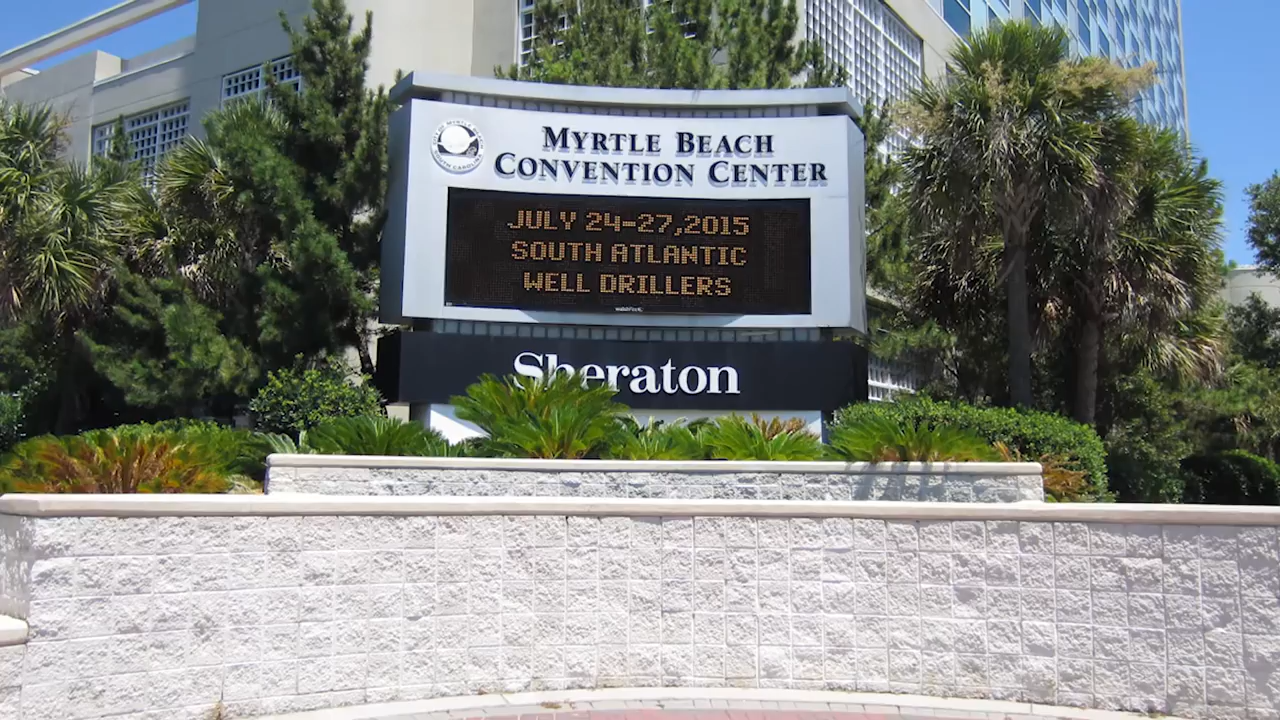 MYRTLE BEACH
CONVENTION CENTER
JULY 24-27,2015
SOUTH ATLANTIC
WELL DRILLERS
Sheraton